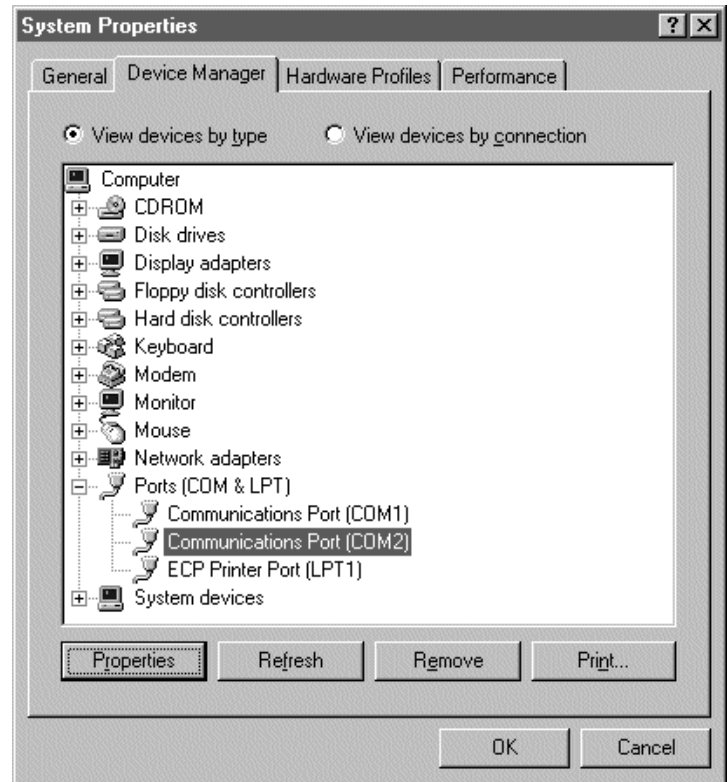 System Properties
General Device Manager Hardware Profiles Performance
View devices by type View devices by connection
Computer
CDROM
Disk drives
Display adapters
Floppy disk controllers
Hard disk controllers
Keyboard
Modem
Monitor
Mouse
Network adapters
Ports (COM & LPT)
Communications Port (COM1)
Communications Port (COM2)
ECP Printer Port (LPT1)
System devices
Properties Refresh Remove Print...
OK Cancel